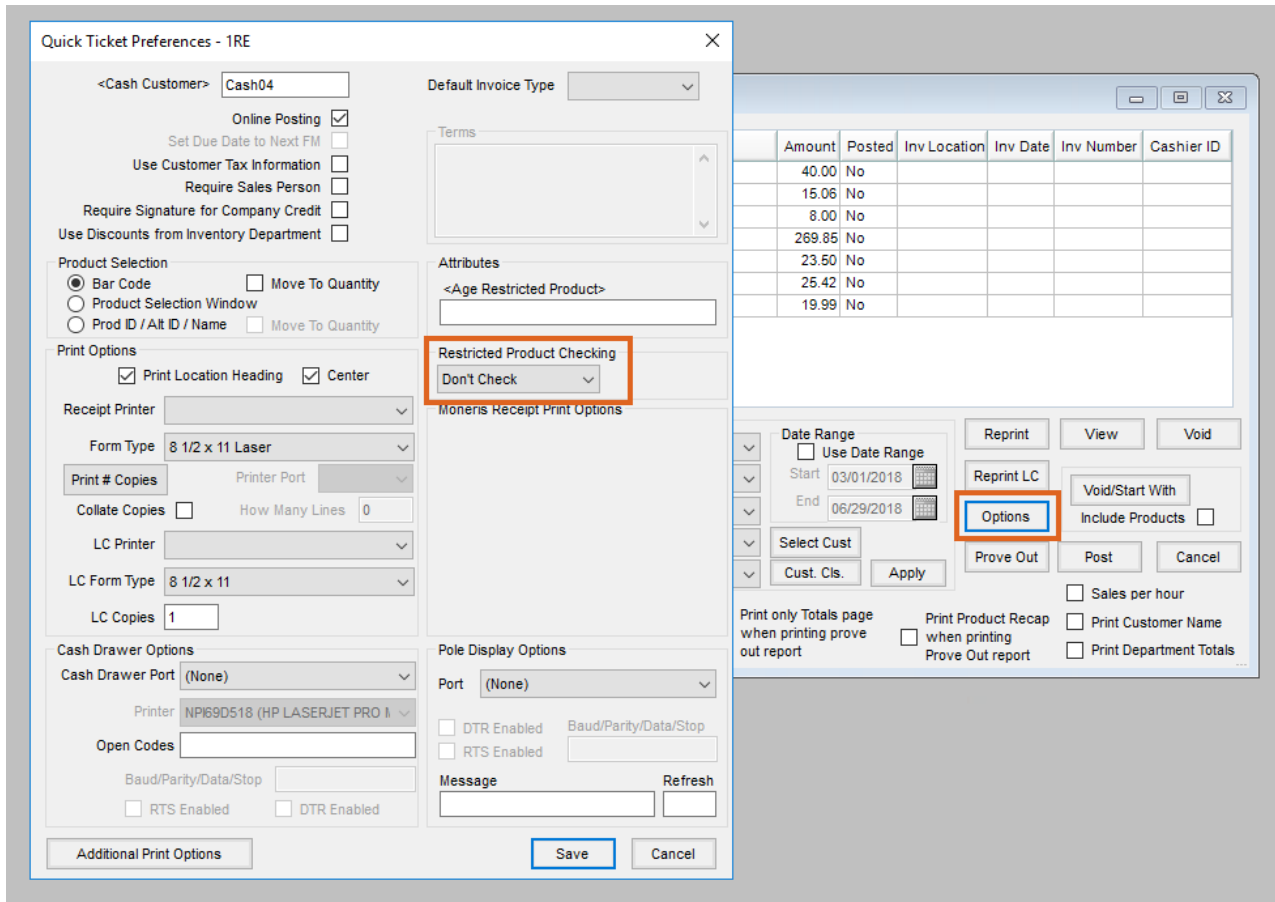 Quick Ticket Preferences - 1RE
<Cash Customer> Cash04
Default Invoice Type
Online Posting
Set Due Date to Next FM
Use Customer Tax Information
Require Sales Person
Require Signature for Company Credit
Use Discounts from Inventory Department
Terms
Product Selection
Bar Code Move To Quantity
Product Selection Window
Prod ID / Alt ID / Name Move To Quantity
Attributes
<Age Restricted Product>
Print Options
Print Location Heading Center
Receipt Printer
Form Type 8 1/2 x 11 Laser
Print # Copies Printer Port
Collate Copies How Many Lines 0
LC Printer
LC Form Type 8 1/2 x 11
LC Copies 1
Restricted Product Checking
Don't Check
Moneris Receipt Print Options
Cash Drawer Options
Cash Drawer Port (None)
Printer NPI69D518 (HP LASERJET PRO
Open Codes
Baud/Parity/Data/Stop
RTS Enabled DTR Enabled
Pole Display Options
Port (None)
DTR Enabled Baud/Parity/Data/Stop
RTS Enabled
Message Refresh
Additional Print Options Save Cancel
Amount Posted Inv Location Inv Date Inv Number Cashier ID
40.00 No
15.06 No
8.00 No
269.85 No
23.50 No
25.42 No
19.99 No
Date Range
Use Date Range
Start 03/01/2018
End 06/29/2018
Select Cust
Cust. Cls. Apply
Reprint View Void
Reprint LC
Void/Start With
Options
Include Products
Prove Out Post Cancel
Sales per hour
Print Customer Name
Print Department Totals
Print only Totals page
when printing prove
out report
Print Product Recap
when printing
Prove Out report